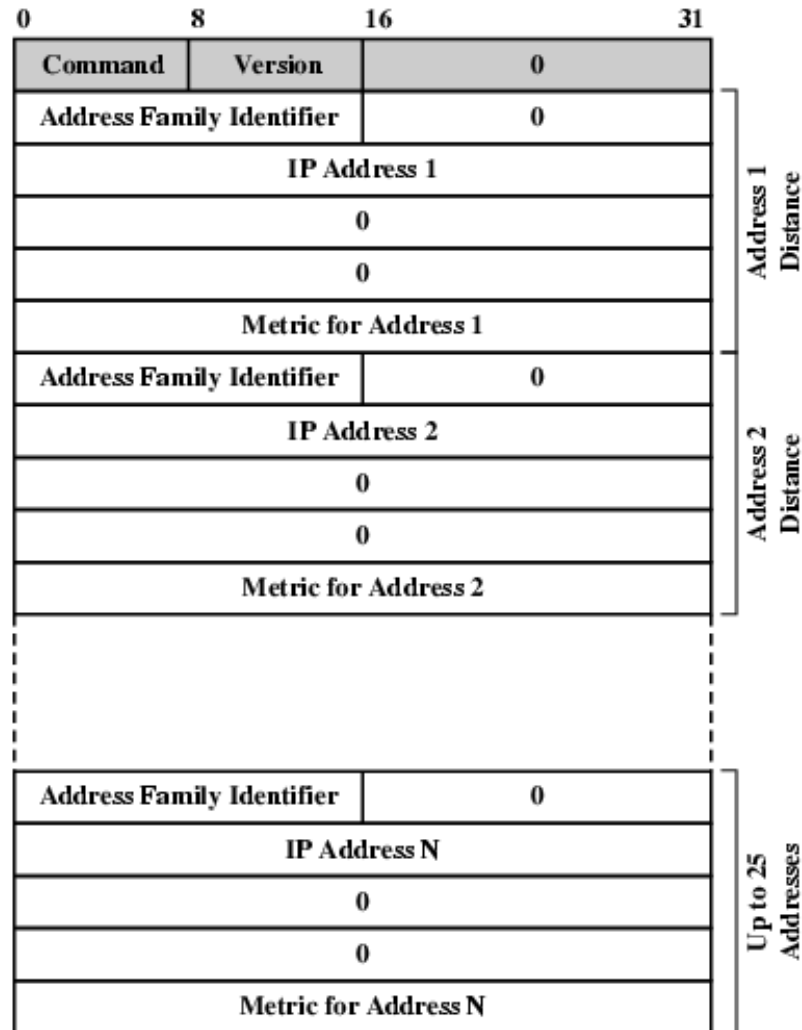 0 8 16 31
Command Version 0
Address Family Identifier 0
IP Address 1
0
0
Metric for Address 1
Address 1
Distance
Address Family Identifier 0
IP Address 2
0
0
Metric for Address 2
Address 2
Distance
Address Family Identifier 0
IP Address N
0
0
Metric for Address N
Up to 25
Addresses